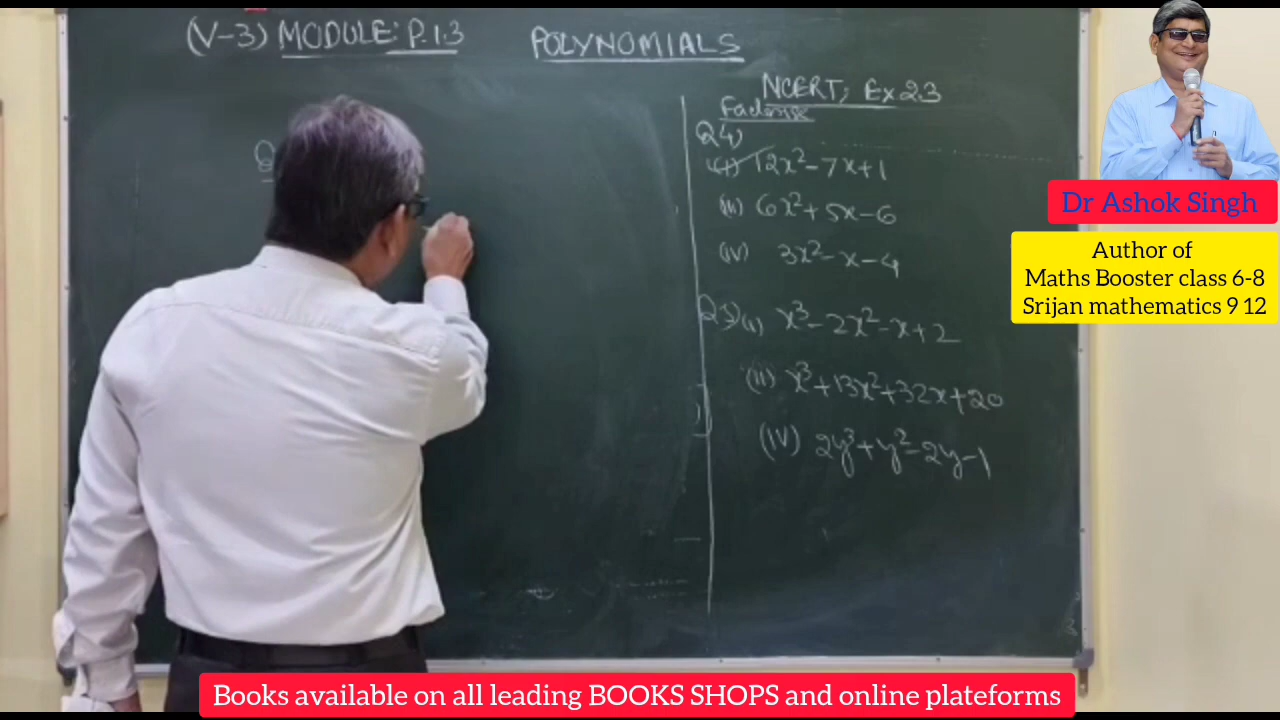 (V-3) MODULE: P.1.3
POLYNOMIALS
NCERT; Ex 2.3
Factorise
Q4)
(i) 12x²-7x+1
(iii) 6x²+5x-6
(iv) 3x²-x-4
Q5) (i) x³-2x²-x+2
(iii) x³+13x²+32x+20
(iv) 2y³+y²-2y-1
Q
Dr Ashok Singh
Author of
Maths Booster class 6-8
Srijan mathematics 9 12
Books available on all leading BOOKS SHOPS and online plateforms